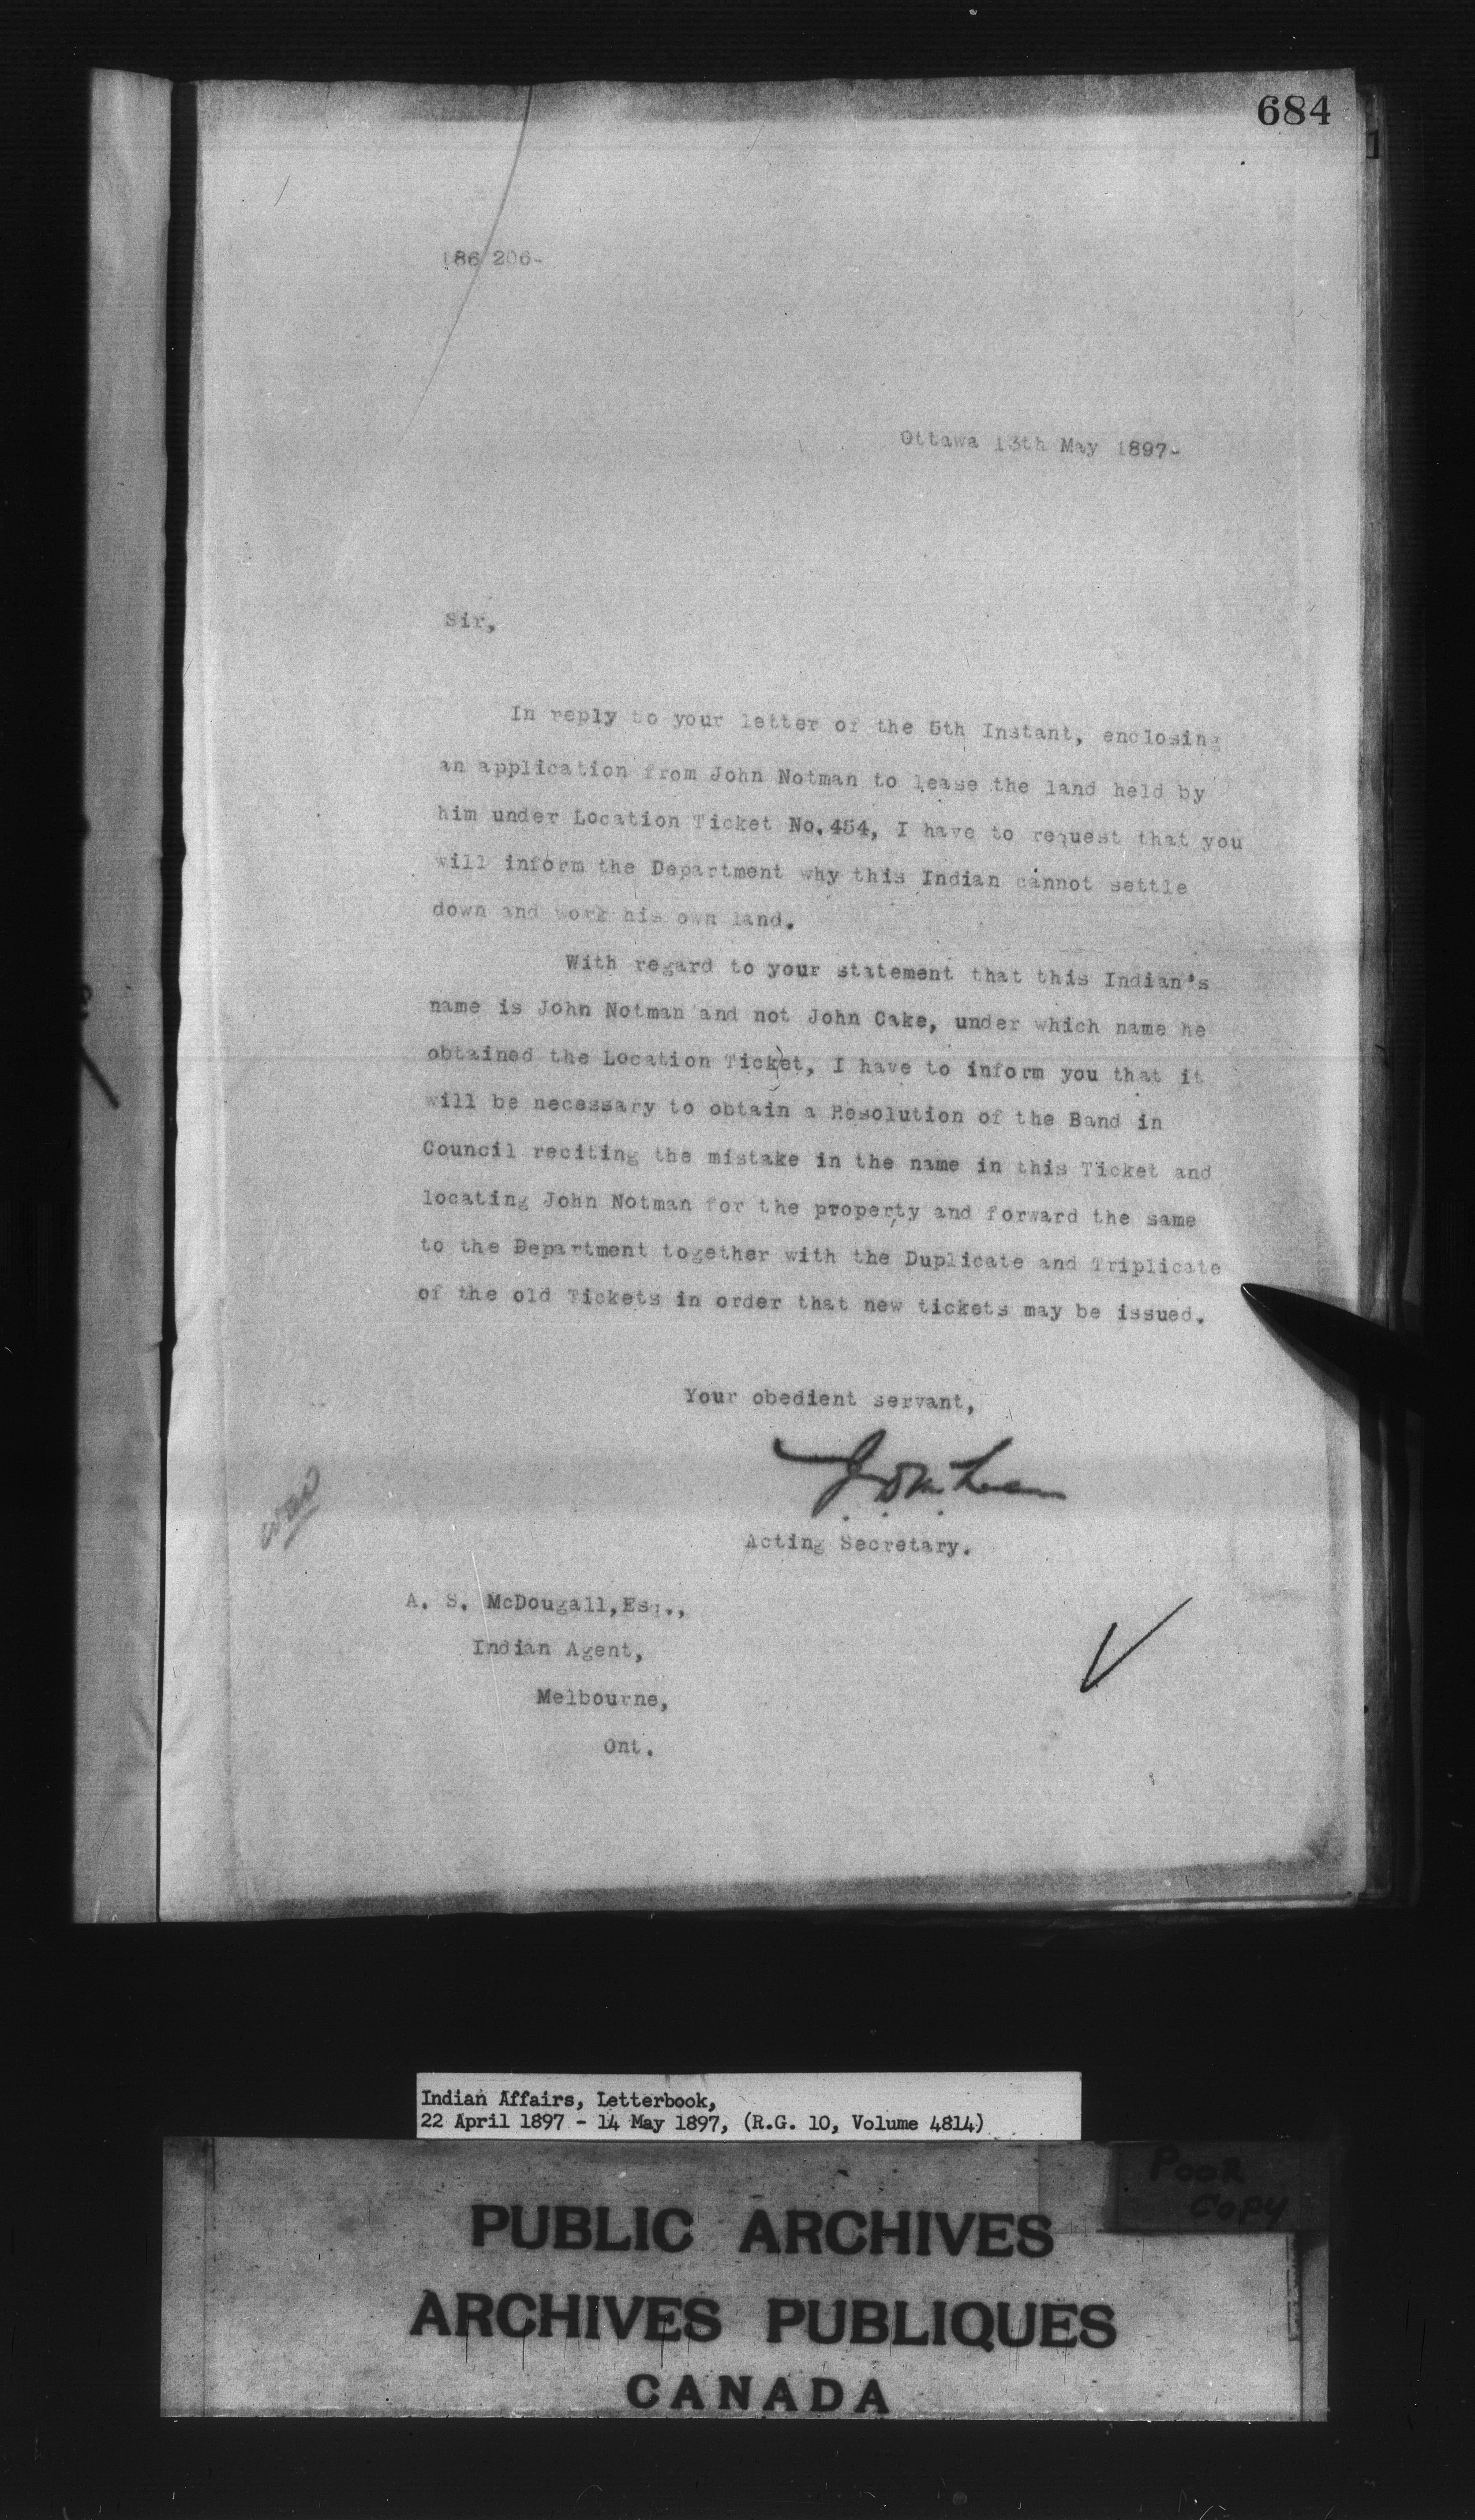 684
186206-
Ottawa 13th May 1897-
Sir,
In reply to your letter of the 5th Instant, enclosing
an application from John Notman to lease the land held by
him under Location Ticket No.454, I have to request that you
will inform the Department why this Indian cannot settle
down and work his own land.
With regard to your statement that this Indian's
name is John Notman and not John Cake, under which name he
obtained the Location Ticket, I have to inform you that it
will be necessary to obtain a Resolution of the Band in
Council reciting the mistake in the name in this Ticket and
locating John Notman for the property and forward the same
to the Department together with the Duplicate and Triplicate
of the old Tickets in order that new tickets may be issued.
Your obedient servant,
Acting Secretary.
A. S. McDougall,Esq.,
Indian Agent,
Melbourne,
Ont.
Indian Affairs, Letterbook,
22 April 1897 - 14 May 1897, (R.G. 10, Volume 4814)
POOR
COPY
PUBLIC ARCHIVES
ARCHIVES PUBLIQUES
CANADA